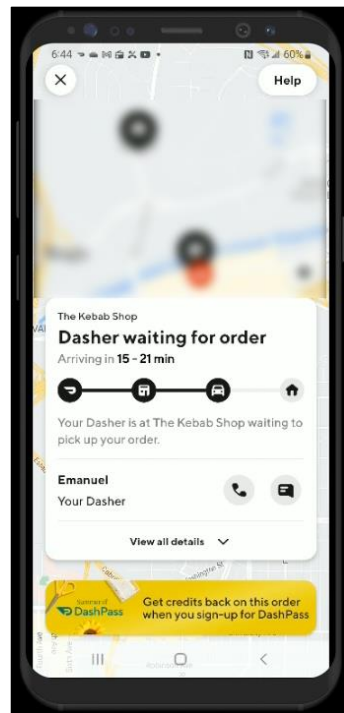 6:44
60%
Help
The Kebab Shop
Dasher waiting for order
Arriving in 15 - 21 min
Your Dasher is at The Kebab Shop waiting to
pick up your order.
Emanuel
Your Dasher
View all details
Summer of
DashPass
Get credits back on this order
when you sign-up for DashPass